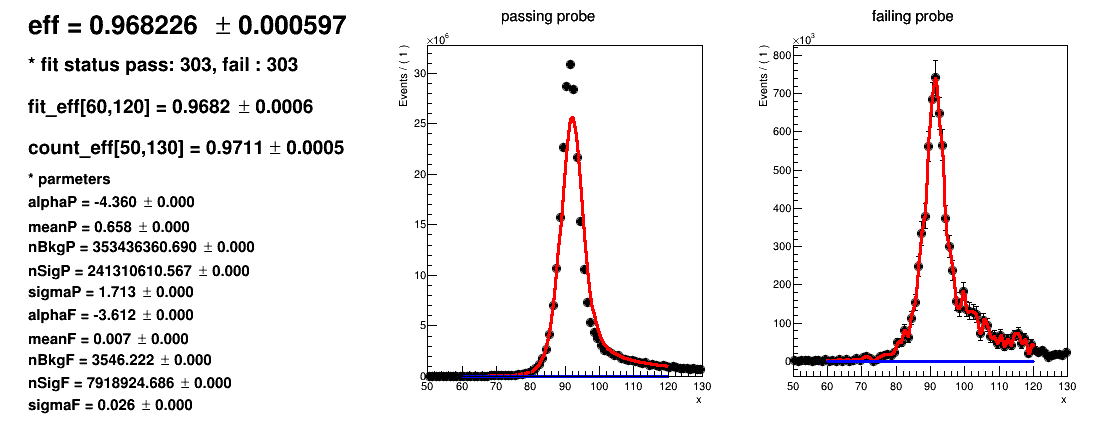 eff = 0.968226 ± 0.000597
* fit status pass: 303, fail : 303
fit_eff[60,120] = 0.9682 ± 0.0006
count_eff[50,130] = 0.9711 ± 0.0005
* parmeters
alphaP = -4.360 ± 0.000
meanP = 0.658 ± 0.000
nBkgP = 353436360.690 ± 0.000
nSigP = 241310610.567 ± 0.000
sigmaP = 1.713 ± 0.000
alphaF = -3.612 ± 0.000
meanF = 0.007 ± 0.000
nBkgF = 3546.222 ± 0.000
nSigF = 7918924.686 ± 0.000
sigmaF = 0.026 ± 0.000
passing probe
×10⁶
Events / ( 1 )
30
25
20
15
10
5
0
50 60 70 80 90 100 110 120 130
x
failing probe
×10³
Events / ( 1 )
800
700
600
500
400
300
200
100
0
50 60 70 80 90 100 110 120 130
x